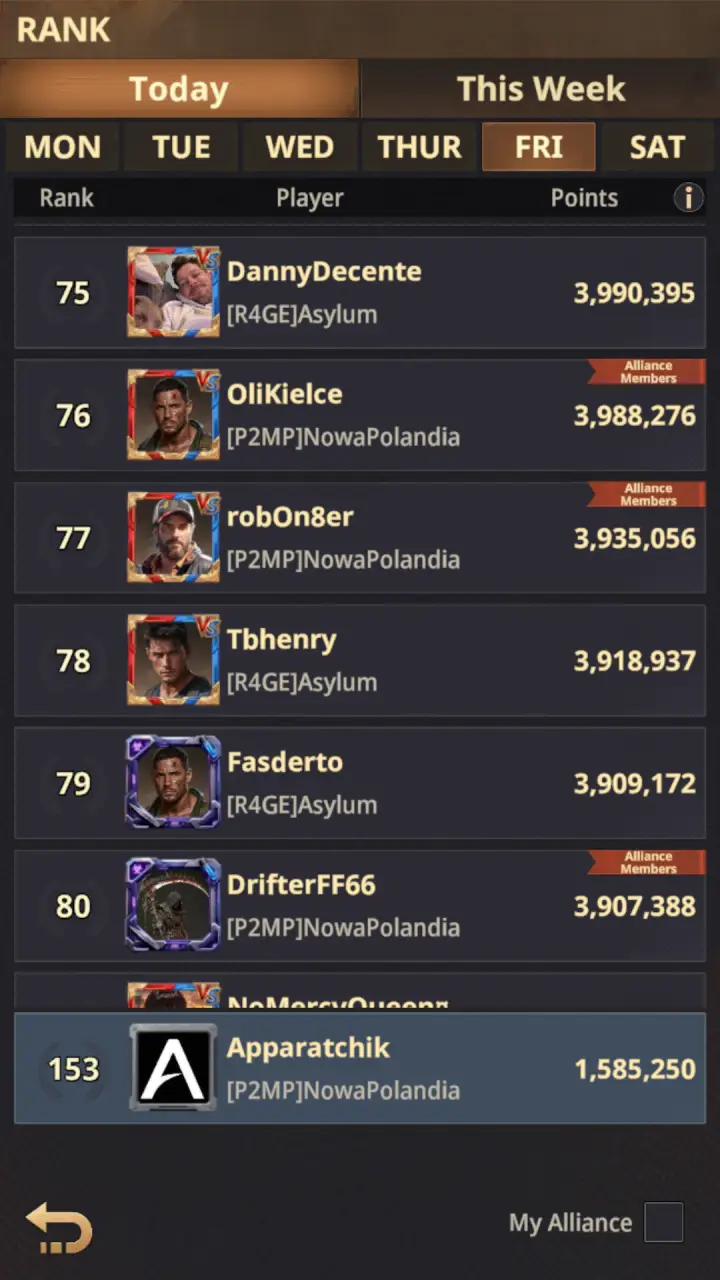 RANK
Today This Week
MON TUE WED THUR FRI SAT
Rank Player Points i
75 DannyDecente 3,990,395
[R4GE]Asylum
Alliance Members
76 OliKielce 3,988,276
[P2MP]NowaPolandia
Alliance Members
77 robOn8er 3,935,056
[P2MP]NowaPolandia
78 Tbhenry 3,918,937
[R4GE]Asylum
79 Fasderto 3,909,172
[R4GE]Asylum
Alliance Members
80 DrifterFF66 3,907,388
[P2MP]NowaPolandia
153 Apparatchik 1,585,250
[P2MP]NowaPolandia
My Alliance